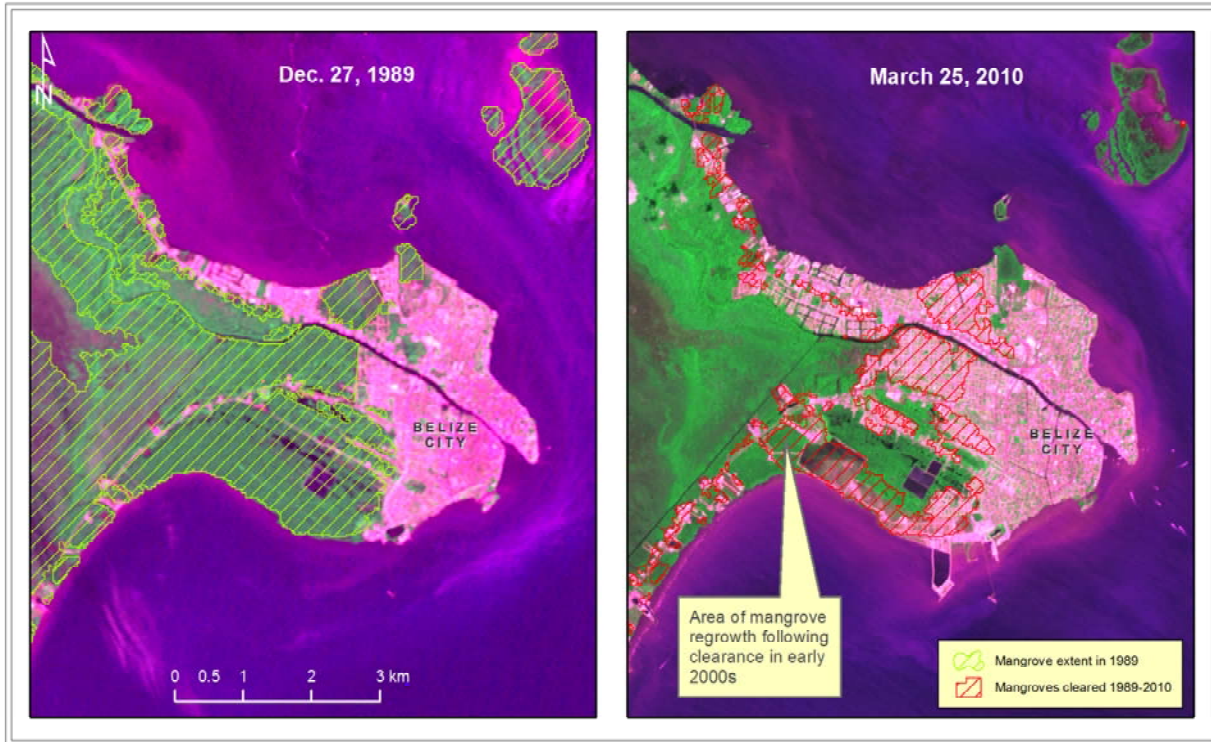 N
Dec. 27, 1989
BELIZE
CITY
0 0.5 1 2 3 km
March 25, 2010
BELIZE
CITY
Area of mangrove
regrowth following
clearance in early
2000s
Mangrove extent in 1989
Mangroves cleared 1989-2010